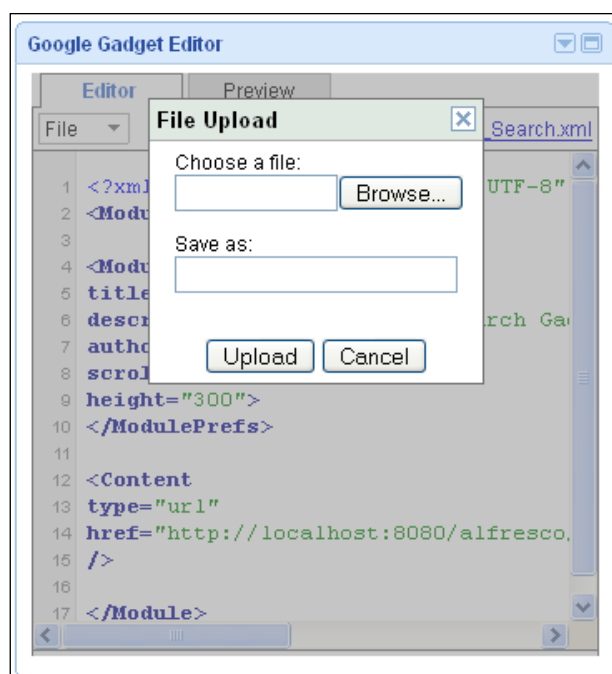 Google Gadget Editor
Editor Preview
File _Search.xml
File Upload
Choose a file:
Browse...
Save as:
Upload Cancel
1 <?xml UTF-8"
2 <Modu
3
4 <Modu
5 title
6 descr rch Ga
7 autho
8 scrol
9 height="300">
10 </ModulePrefs>
11
12 <Content
13 type="url"
14 href="http://localhost:8080/alfresco,
15 />
16
17 </Module>